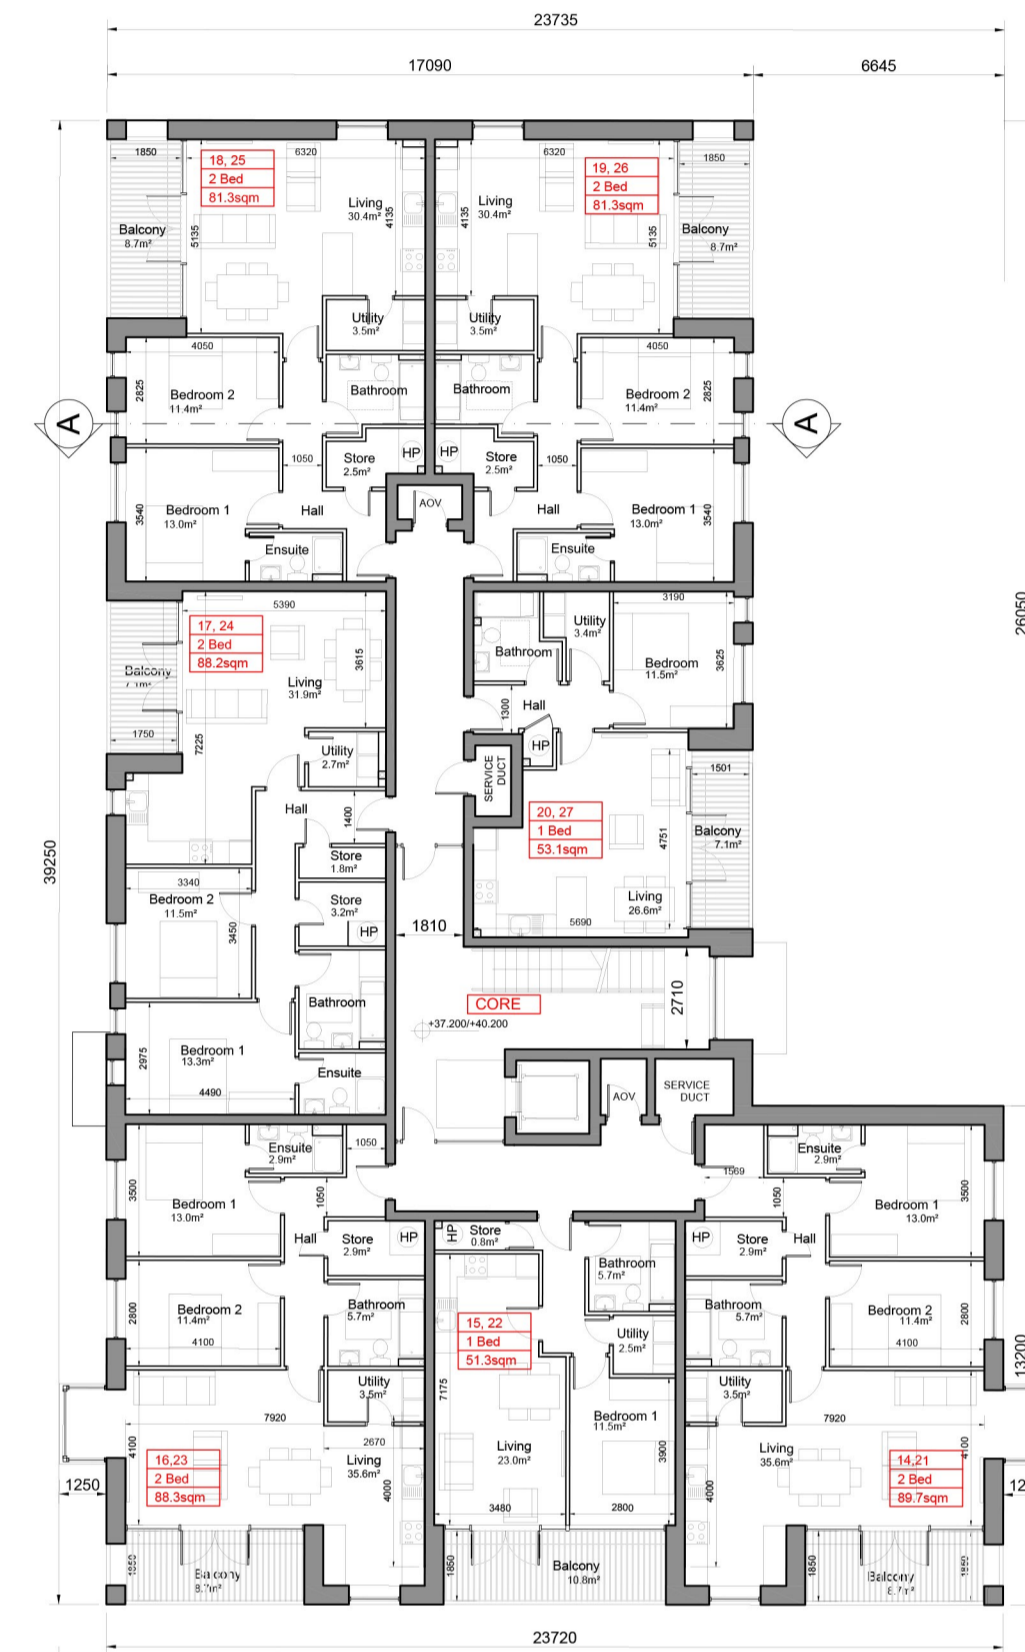 23735
17090
6645
1850
18, 25
2 Bed
81.3sqm
6320
Living
30.4m²
4135
5135
Balcony
8.7m²
Utility
3.5m²
6320
19, 26
2 Bed
81.3sqm
1850
Living
30.4m²
4135
5135
Balcony
8.7m²
Utility
3.5m²
4050
2825
Bedroom 2
11.4m²
Bathroom
Bathroom
4050
Bedroom 2
11.4m²
2825
A
A
Store
2.5m²
HP
HP
Store
2.5m²
1050
1050
3540
Bedroom 1
13.0m²
Hall
AOV
Hall
Bedroom 1
13.0m²
3540
Ensuite
Ensuite
5390
17, 24
2 Bed
88.2sqm
3615
Living
31.9m²
Balcony
1750
7225
Utility
2.7m²
Hall
1400
Store
1.8m²
3340
Bedroom 2
11.5m²
3450
Store
3.2m²
HP
Bathroom
2975
Bedroom 1
13.3m²
4490
Ensuite
3190
Utility
3.4m²
Bathroom
Bedroom
11.5m²
3625
1300
Hall
HP
SERVICE
DUCT
20, 27
1 Bed
53.1sqm
1501
4751
Balcony
7.1m²
Living
26.6m²
5690
26050
39250
1810
CORE
+37.200/+40.200
2710
AOV
SERVICE
DUCT
Ensuite
2.9m²
1050
3500
Bedroom 1
13.0m²
1050
Hall
Store
2.9m²
HP
2800
Bedroom 2
11.4m²
4100
Bathroom
5.7m²
Utility
3.5m²
7920
2670
4100
16,23
2 Bed
88.3sqm
Living
35.6m²
4000
1250
1850
Balcony
HP
Store
0.8m²
Bathroom
5.7m²
15, 22
1 Bed
51.3sqm
Utility
2.5m²
7175
Bedroom 1
11.5m²
3900
Living
23.0m²
3480
2800
1850
Balcony
10.8m²
1569
Ensuite
2.9m²
1050
Bedroom 1
13.0m²
3500
HP
Store
2.9m²
Hall
Bathroom
5.7m²
Bedroom 2
11.4m²
4100
2800
Utility
3.5m²
7920
13200
Living
35.6m²
4000
14,21
2 Bed
89.7sqm
4100
12
1850
Balcony
1850
23720